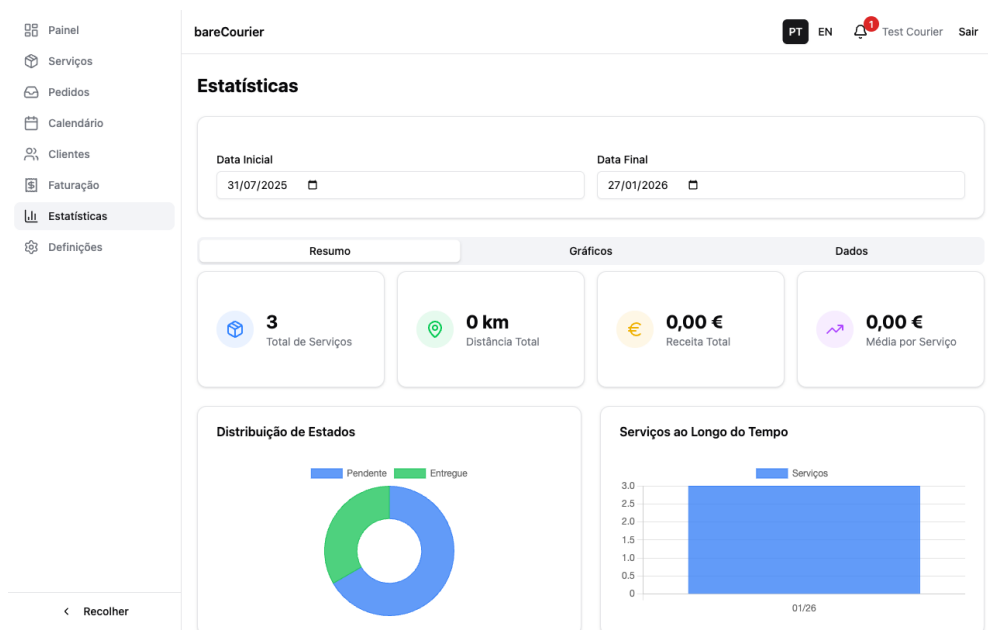 Painel
Serviços
Pedidos
Calendário
Clientes
Faturação
Estatísticas
Definições
Recolher
bareCourier
PT EN 1 Test Courier Sair
Estatísticas
Data Inicial
31/07/2025
Data Final
27/01/2026
Resumo Gráficos Dados
3
Total de Serviços
0 km
Distância Total
0,00 €
Receita Total
0,00 €
Média por Serviço
Distribuição de Estados
Pendente Entregue
Serviços ao Longo do Tempo
Serviços
3.0
2.5
2.0
1.5
1.0
0.5
0
01/26